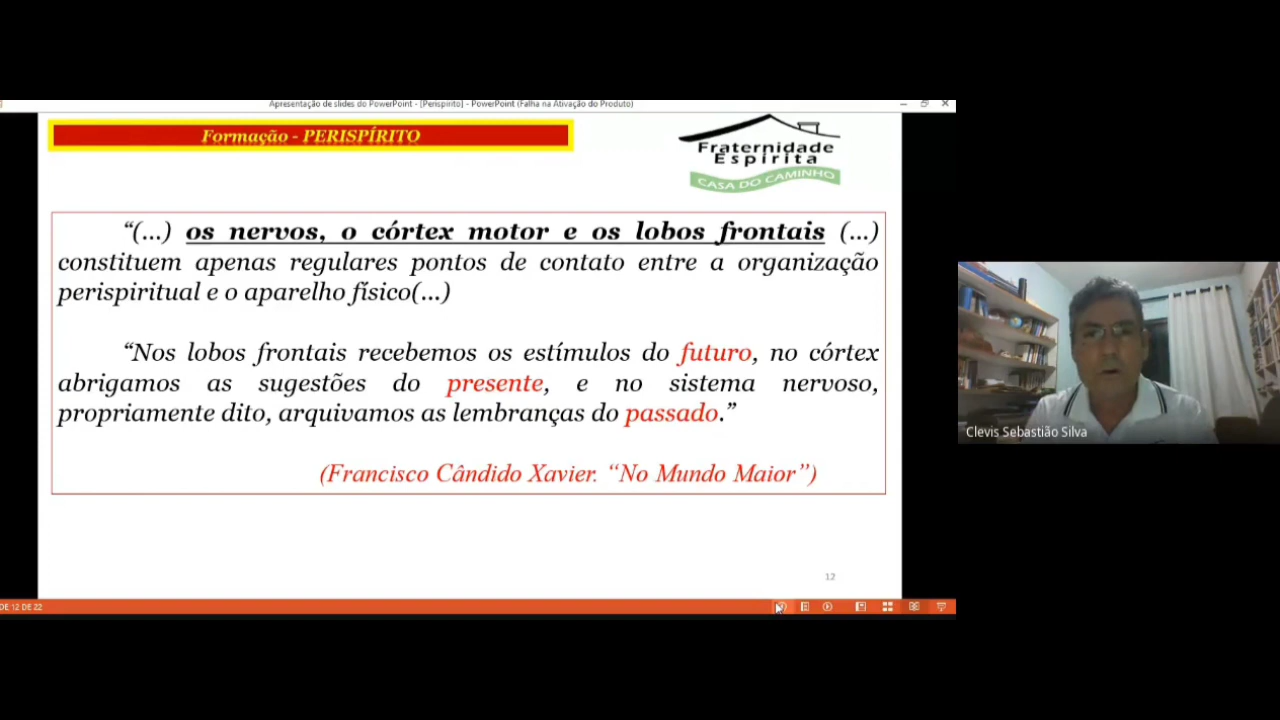 Apresentação de slides do PowerPoint - [Perispírito] - PowerPoint (Falha na Ativação do Produto)
Formação - PERISPÍRITO
Fraternidade
Espírita
CASA DO CAMINHO
“(...) os nervos, o córtex motor e os lobos frontais (...)
constituem apenas regulares pontos de contato entre a organização
perispiritual e o aparelho físico(...)
“Nos lobos frontais recebemos os estímulos do futuro, no córtex
abrigamos as sugestões do presente, e no sistema nervoso,
propriamente dito, arquivamos as lembranças do passado.”
(Francisco Cândido Xavier. “No Mundo Maior”)
Clevis Sebastião Silva
12
DE 12 DE 22